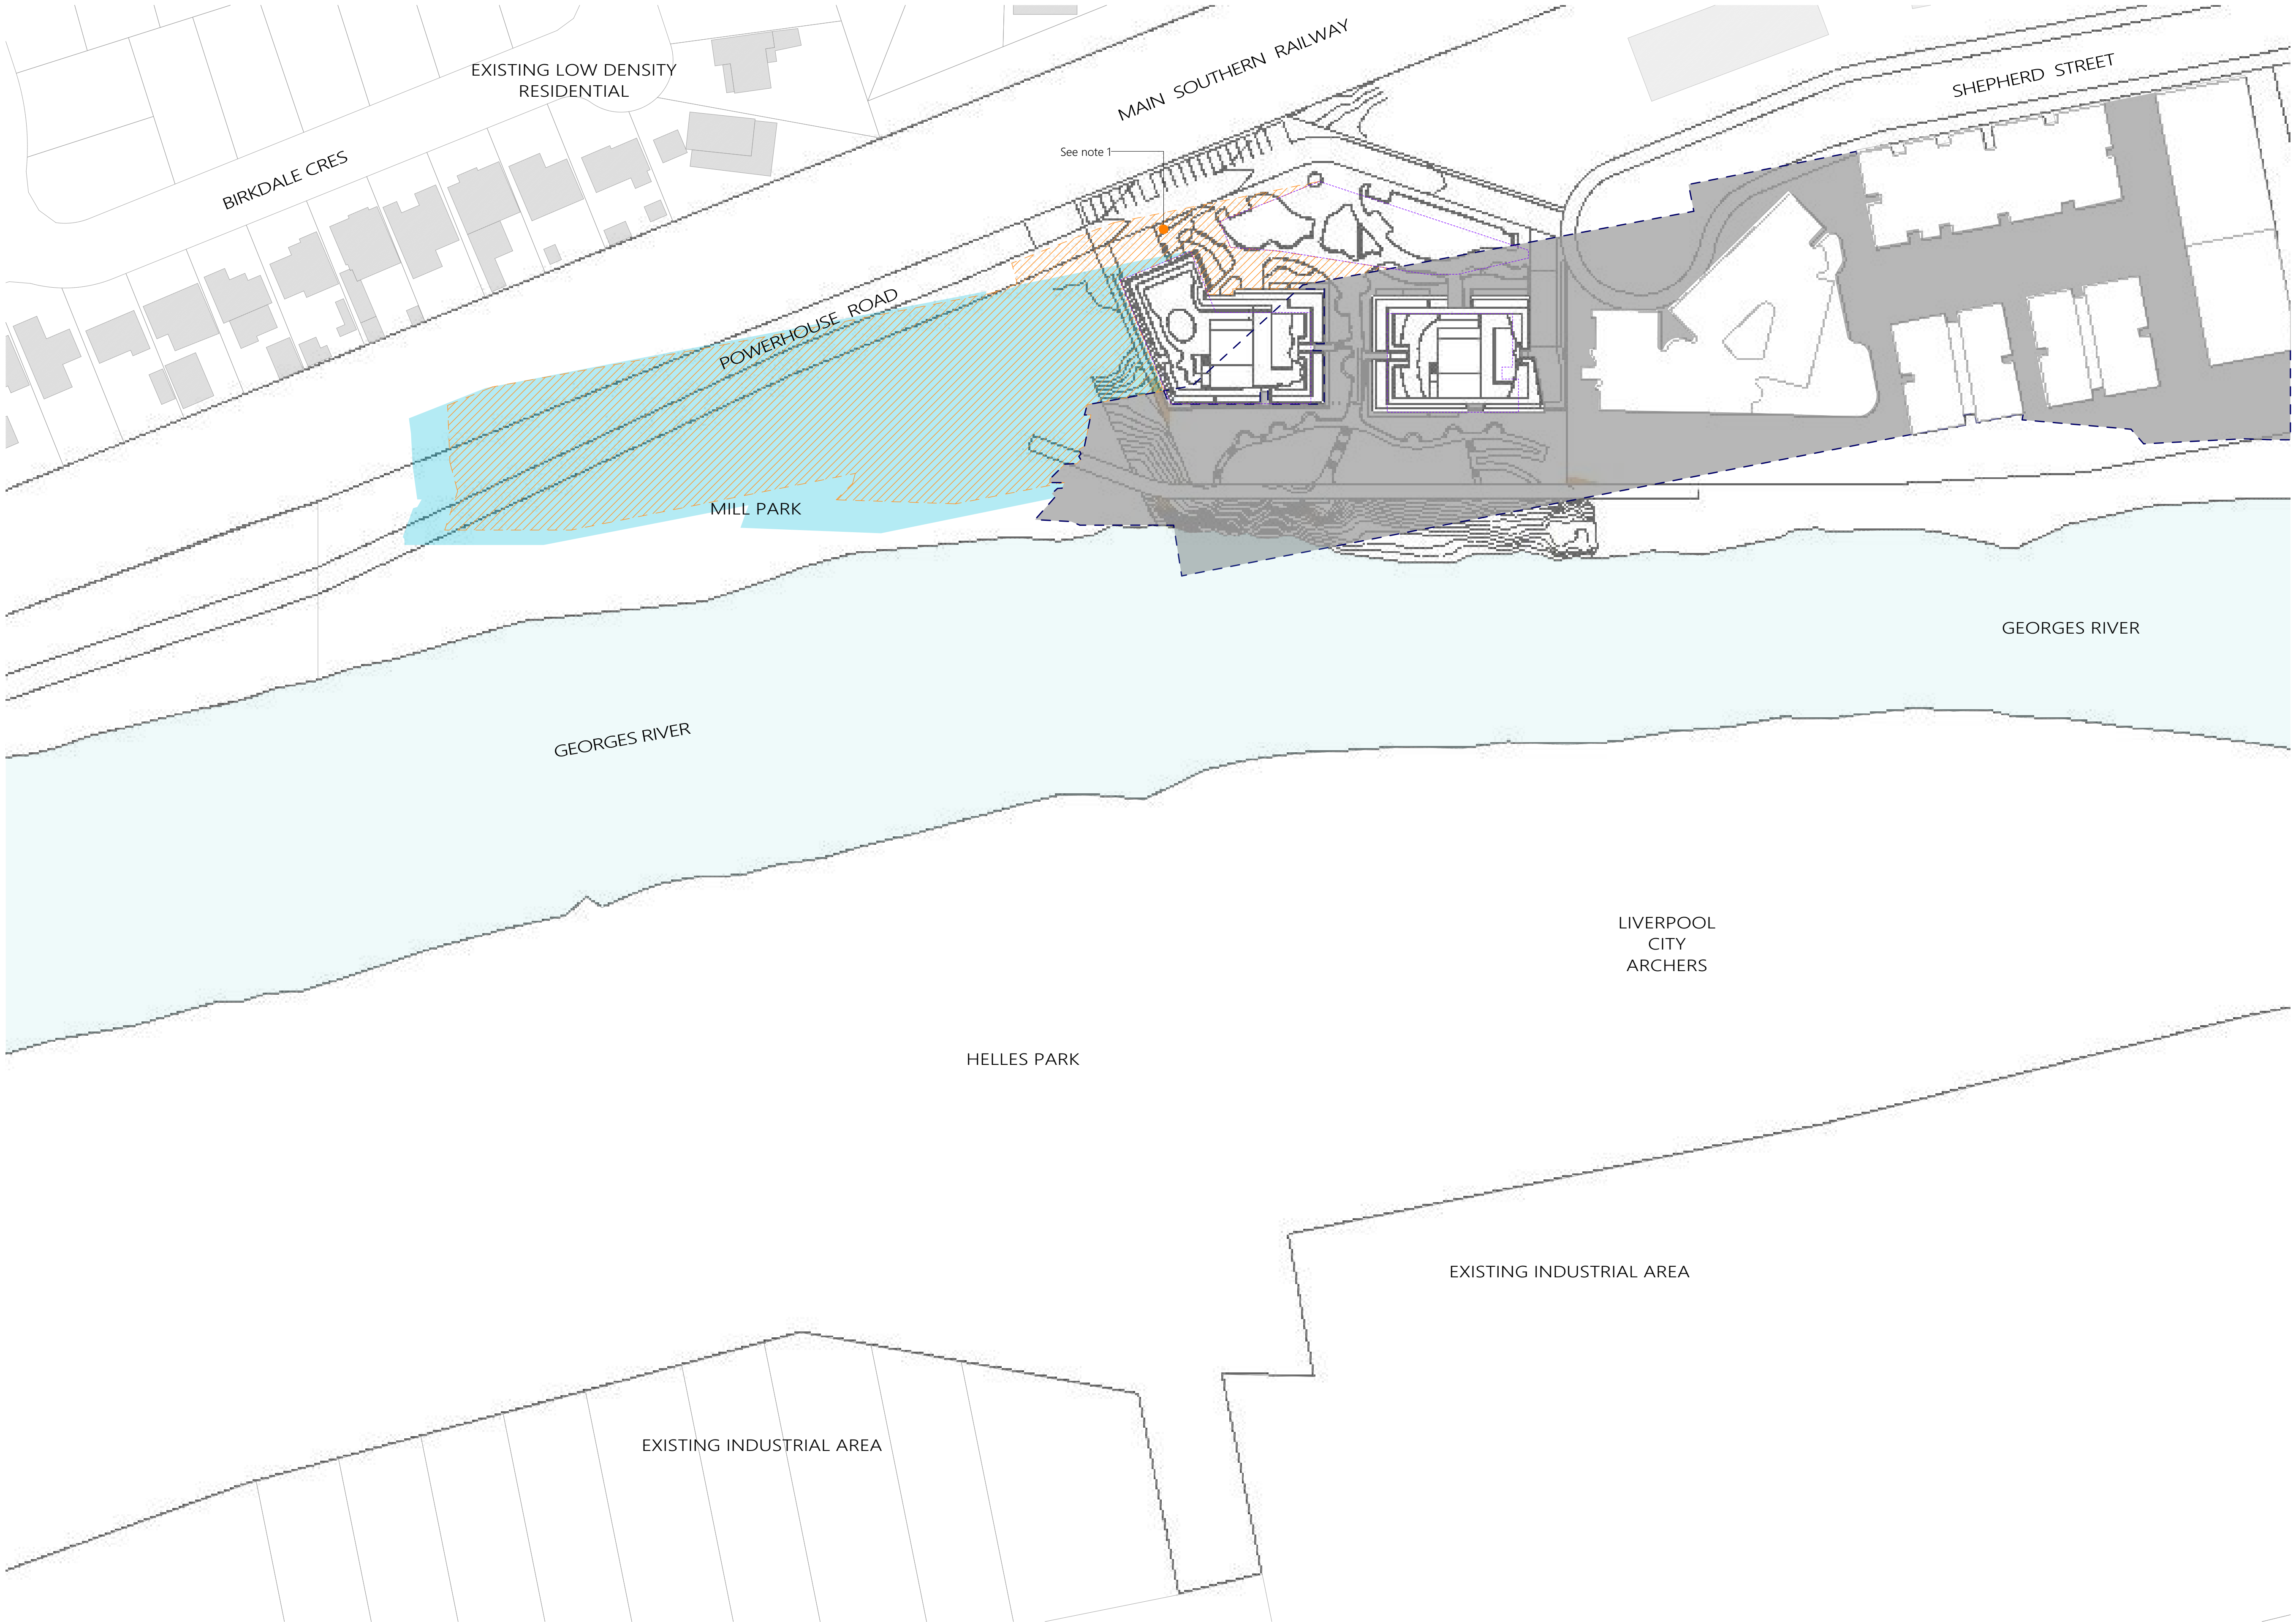 EXISTING LOW DENSITY
RESIDENTIAL
MAIN SOUTHERN RAILWAY
SHEPHERD STREET
BIRKDALE CRES
See note 1
POWERHOUSE ROAD
MILL PARK
GEORGES RIVER
GEORGES RIVER
LIVERPOOL
CITY
ARCHERS
HELLES PARK
EXISTING INDUSTRIAL AREA
EXISTING INDUSTRIAL AREA